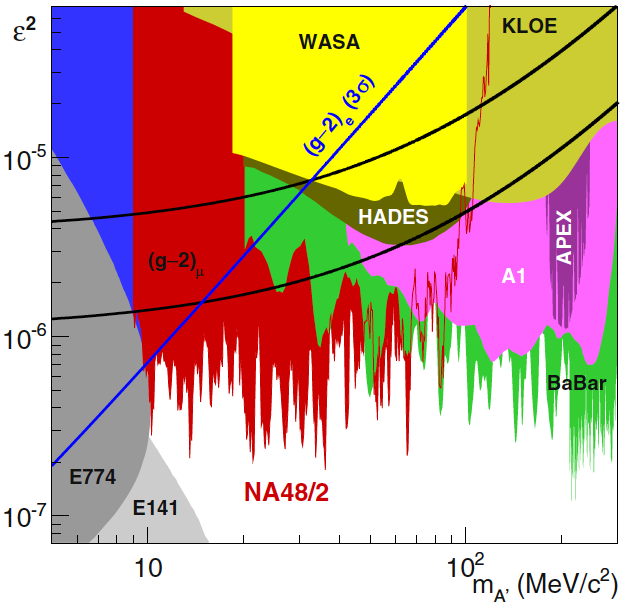 ε²
WASA
KLOE
(g−2)ₑ (3σ)
10⁻⁵
HADES
APEX
(g−2)μ
A1
10⁻⁶
BaBar
E774
NA48/2
E141
10⁻⁷
10
10²
m_A' (MeV/c²)